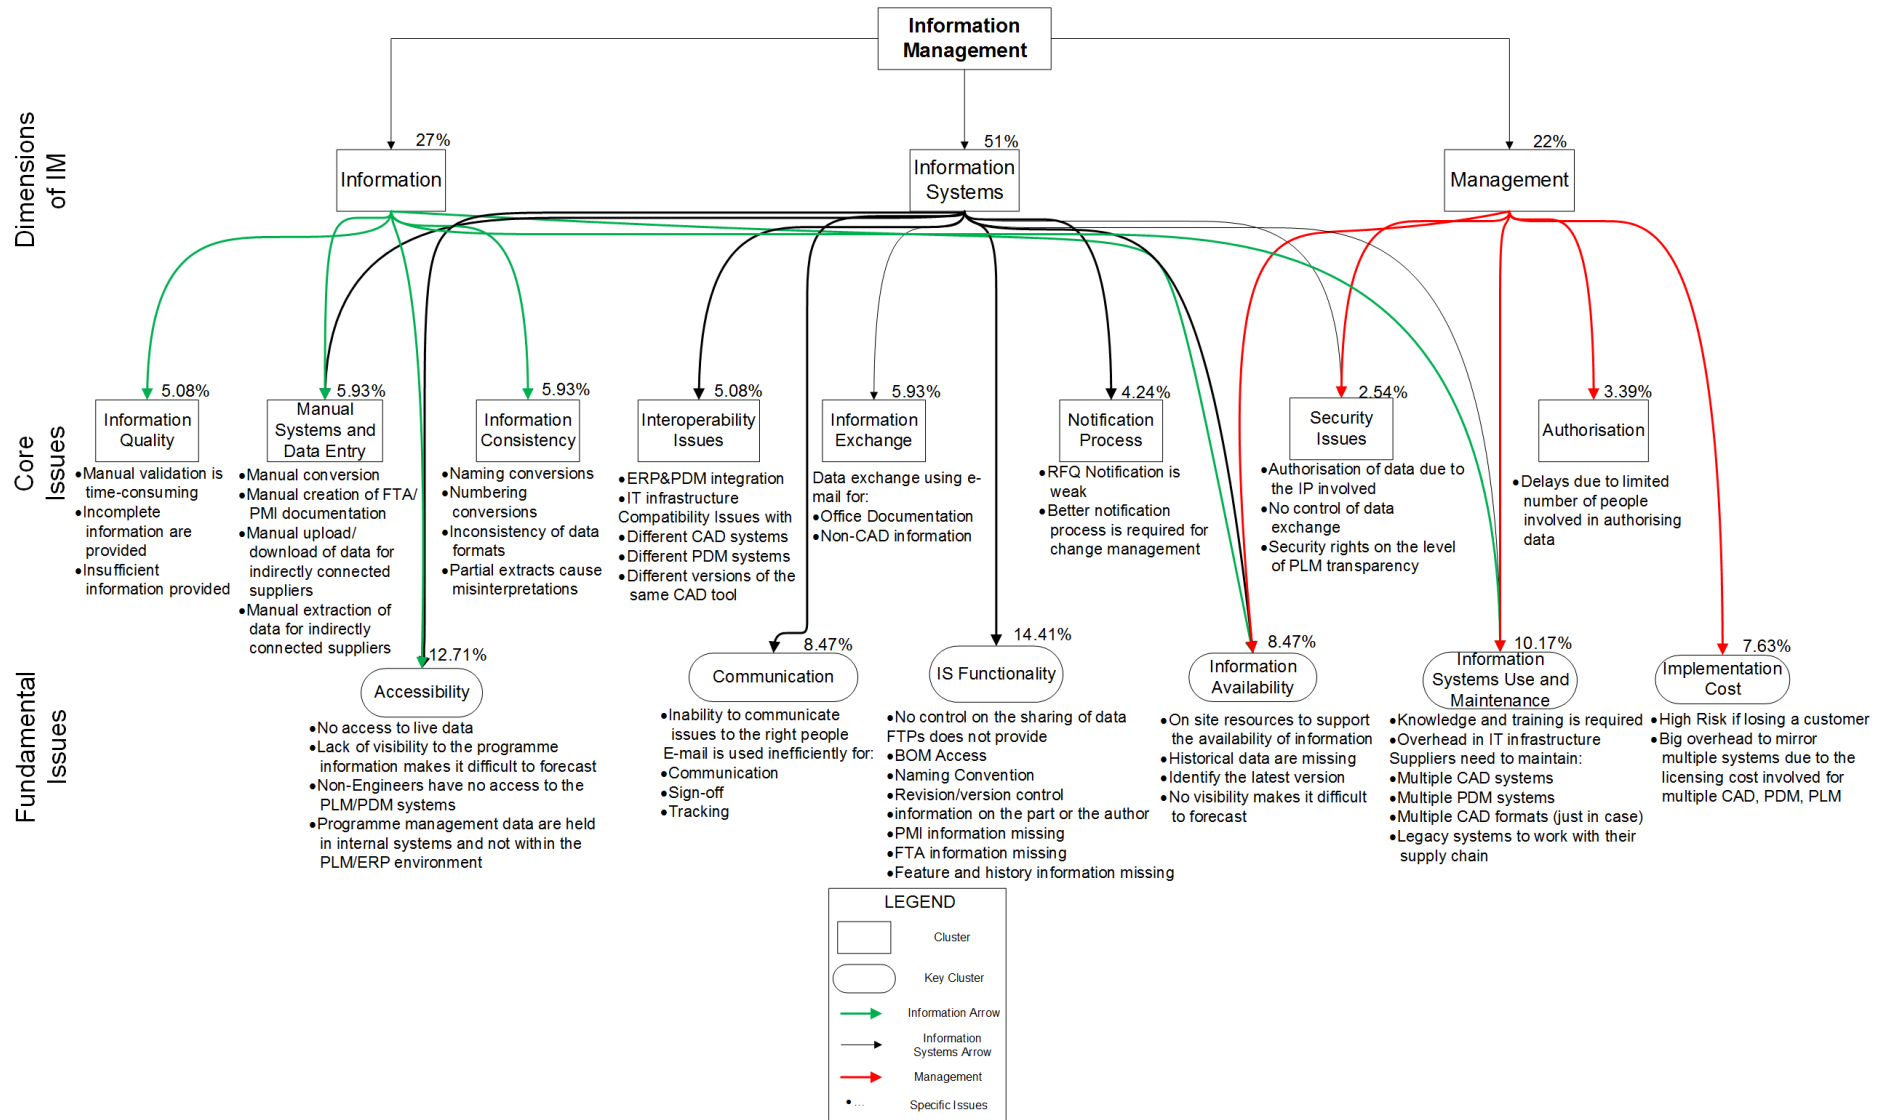 Information
Management
Dimensions
of IM
27%
Information
51%
Information
Systems
22%
Management
Core
Issues
5.08%
Information
Quality
●Manual validation is
time-consuming
●Incomplete
information are
provided
●Insufficient
information provided
5.93%
Manual
Systems and
Data Entry
●Manual conversion
●Manual creation of FTA/
PMI documentation
●Manual upload/
download of data for
indirectly connected
suppliers
●Manual extraction of
data for indirectly
connected suppliers
5.93%
Information
Consistency
●Naming conversions
●Numbering
conversions
●Inconsistency of data
formats
●Partial extracts cause
misinterpretations
5.08%
Interoperability
Issues
●ERP&PDM integration
●IT infrastructure
Compatibility Issues with
●Different CAD systems
●Different PDM systems
●Different versions of the
same CAD tool
5.93%
Information
Exchange
Data exchange using e-
mail for:
●Office Documentation
●Non-CAD information
4.24%
Notification
Process
●RFQ Notification is
weak
●Better notification
process is required for
change management
2.54%
Security
Issues
●Authorisation of data due to
the IP involved
●No control of data
exchange
●Security rights on the level
of PLM transparency
3.39%
Authorisation
●Delays due to limited
number of people
involved in authorising
data
Fundamental
Issues
12.71%
Accessibility
●No access to live data
●Lack of visibility to the programme
information makes it difficult to forecast
●Non-Engineers have no access to the
PLM/PDM systems
●Programme management data are held
in internal systems and not within the
PLM/ERP environment
8.47%
Communication
●Inability to communicate
issues to the right people
E-mail is used inefficiently for:
●Communication
●Sign-off
●Tracking
14.41%
IS Functionality
●No control on the sharing of data
FTPs does not provide
●BOM Access
●Naming Convention
●Revision/version control
●information on the part or the author
●PMI information missing
●FTA information missing
●Feature and history information missing
8.47%
Information
Availability
●On site resources to support
the availability of information
●Historical data are missing
●Identify the latest version
●No visibility makes it difficult
to forecast
10.17%
Information
Systems Use and
Maintenance
●Knowledge and training is required
●Overhead in IT infrastructure
Suppliers need to maintain:
●Multiple CAD systems
●Multiple PDM systems
●Multiple CAD formats (just in case)
●Legacy systems to work with their
supply chain
7.63%
Implementation
Cost
●High Risk if losing a customer
●Big overhead to mirror
multiple systems due to the
licensing cost involved for
multiple CAD, PDM, PLM
LEGEND
Cluster
Key Cluster
Information Arrow
Information
Systems Arrow
Management
●... Specific Issues